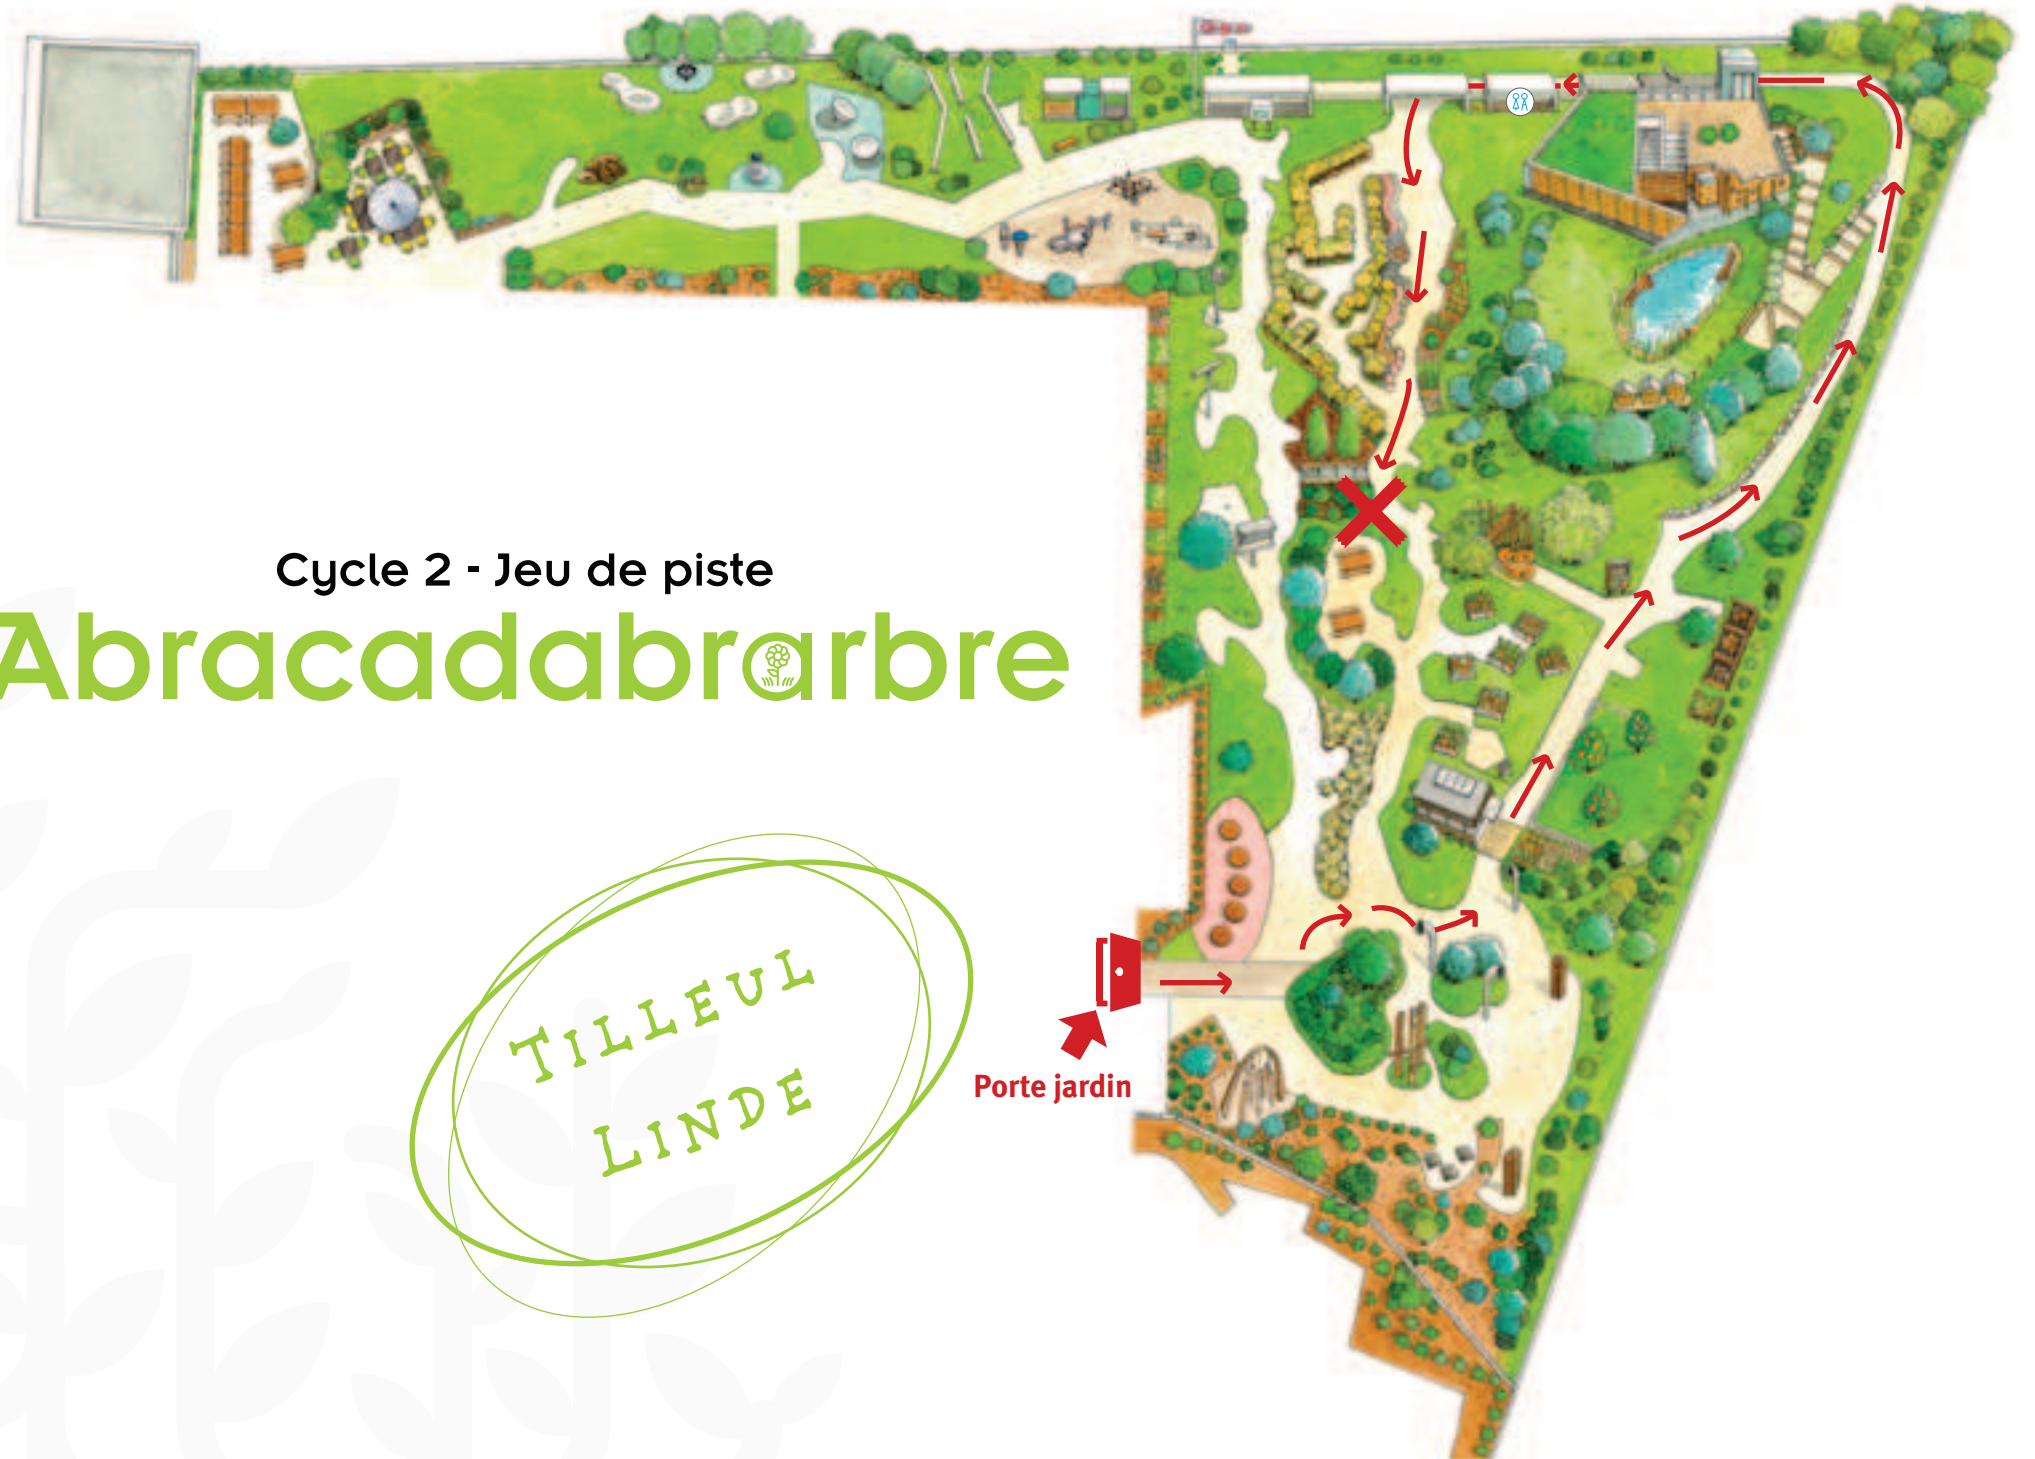 Cycle 2 - Jeu de piste
Abracadabrarbre
TILLEUL
LINDE
Porte jardin